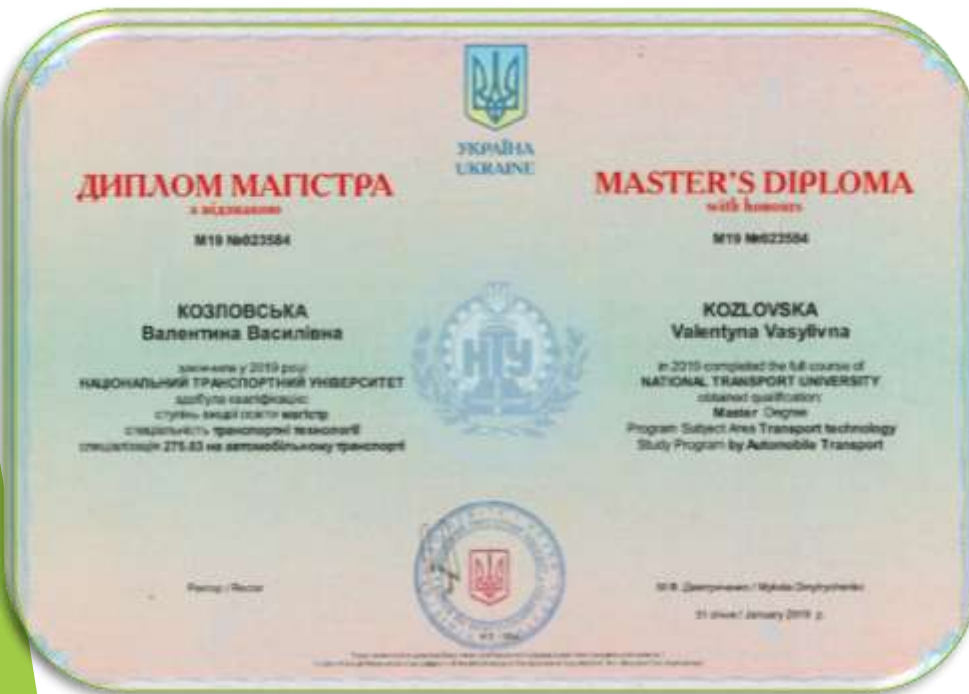 УКРАЇНА
UKRAINE
ДИПЛОМ МАГІСТРА
з відзнакою
М19 №023584
КОЗЛОВСЬКА
Валентина Василівна
закінчила у 2019 році
НАЦІОНАЛЬНИЙ ТРАНСПОРТНИЙ УНІВЕРСИТЕТ
здобула кваліфікацію:
ступінь вищої освіти магістр
спеціальність транспортні технології
спеціалізація 275.03 на автомобільному транспорті
MASTER'S DIPLOMA
with honours
M19 №023584
KOZLOVSKA
Valentyna Vasylivna
in 2019 completed the full course of
NATIONAL TRANSPORT UNIVERSITY
obtained qualification:
Master Degree
Program Subject Area Transport technology
Study Program by Automobile Transport
НТУ
Ректор / Rector
М.Ф. Дмитриченко / Mykola Dmytrychenko
31 січня / January 2019 р.